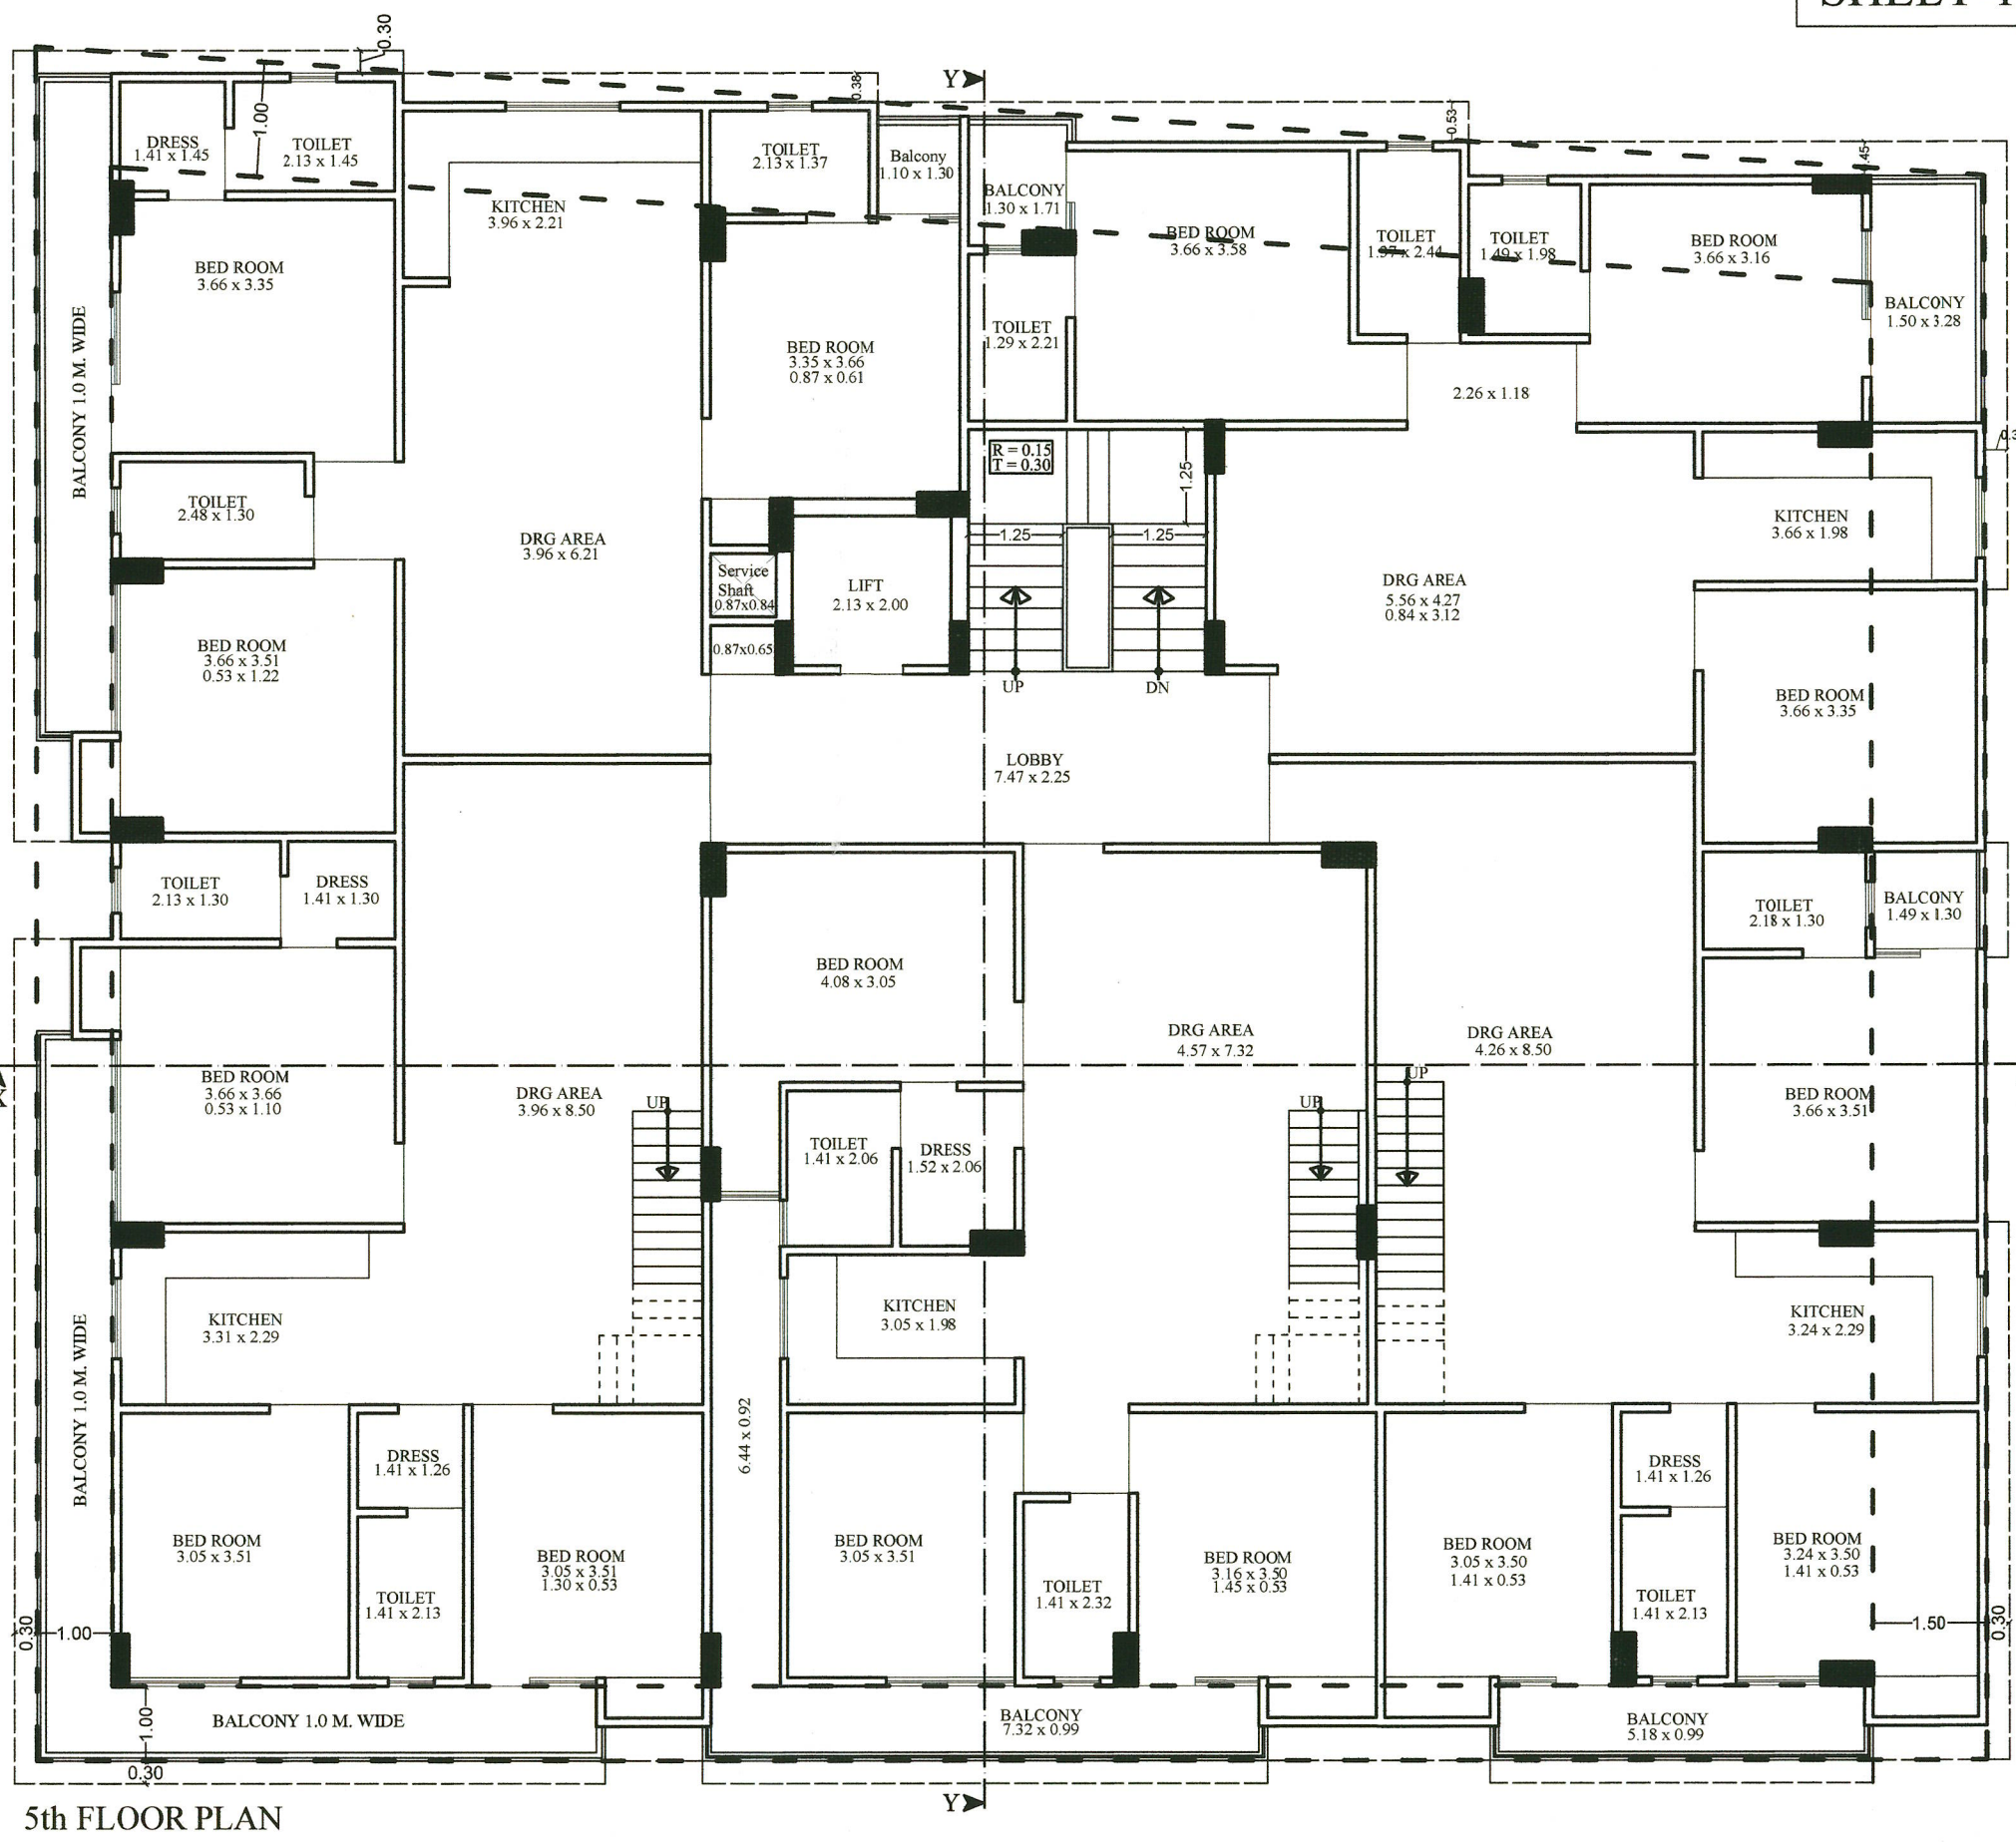 0.30
Y
0.38
0.53
1.00
DRESS
1.41 x 1.45
TOILET
2.13 x 1.45
TOILET
2.13 x 1.37
Balcony
1.10 x 1.30
BALCONY
1.30 x 1.71
KITCHEN
3.96 x 2.21
BED ROOM
3.66 x 3.58
TOILET
1.49 x 1.98
TOILET
BED ROOM
3.66 x 3.16
BED ROOM
3.66 x 3.35
BALCONY
1.50 x 3.28
BALCONY 1.0 M. WIDE
TOILET
1.29 x 2.21
BED ROOM
3.35 x 3.66
0.87 x 0.61
2.26 x 1.18
R = 0.15
T = 0.30
1.25
TOILET
2.48 x 1.30
KITCHEN
3.66 x 1.98
DRG AREA
3.96 x 6.21
1.25
1.25
Service
Shaft
0.87x0.84
LIFT
2.13 x 2.00
DRG AREA
5.56 x 4.27
0.84 x 3.12
BED ROOM
3.66 x 3.51
0.53 x 1.22
0.87x0.65
UP
DN
BED ROOM
3.66 x 3.35
LOBBY
7.47 x 2.25
TOILET
2.13 x 1.30
DRESS
1.41 x 1.30
TOILET
2.18 x 1.30
BALCONY
1.49 x 1.30
BED ROOM
4.08 x 3.05
DRG AREA
4.57 x 7.32
DRG AREA
4.26 x 8.50
BED ROOM
3.66 x 3.66
0.53 x 1.10
DRG AREA
3.96 x 8.50
UP
UP
UP
BED ROOM
3.66 x 3.51
TOILET
1.41 x 2.06
DRESS
1.52 x 2.06
KITCHEN
3.31 x 2.29
KITCHEN
3.05 x 1.98
KITCHEN
3.24 x 2.29
BALCONY 1.0 M. WIDE
6.44 x 0.92
DRESS
1.41 x 1.26
DRESS
1.41 x 1.26
BED ROOM
3.05 x 3.51
BED ROOM
3.05 x 3.51
1.30 x 0.53
BED ROOM
3.05 x 3.51
BED ROOM
3.16 x 3.50
1.45 x 0.53
BED ROOM
3.05 x 3.50
1.41 x 0.53
BED ROOM
3.24 x 3.50
1.41 x 0.53
TOILET
1.41 x 2.13
TOILET
1.41 x 2.32
TOILET
1.41 x 2.13
0.30
1.00
1.50
0.30
1.00
BALCONY 1.0 M. WIDE
BALCONY
7.32 x 0.99
BALCONY
5.18 x 0.99
0.30
Y
5th FLOOR PLAN